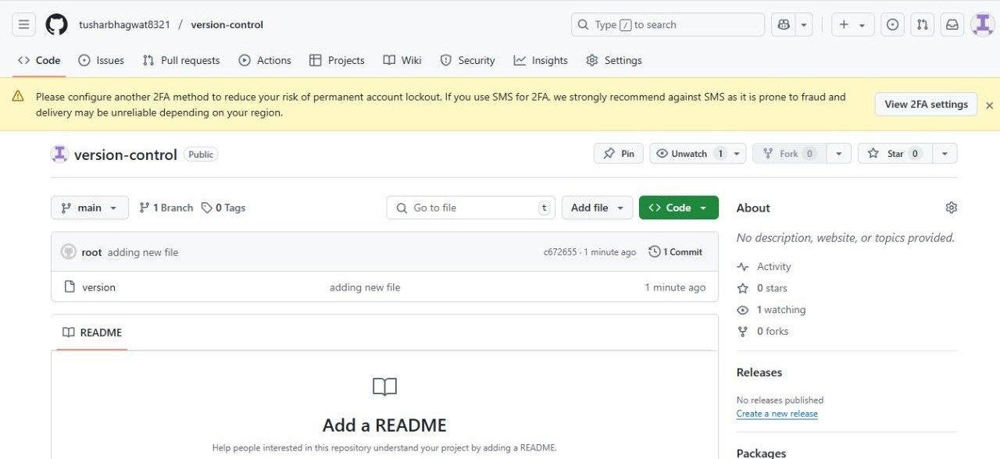 tusharbhagwat8321 / version-control
Type / to search
Code Issues Pull requests Actions Projects Wiki Security Insights Settings
Please configure another 2FA method to reduce your risk of permanent account lockout. If you use SMS for 2FA, we strongly recommend against SMS as it is prone to fraud and
delivery may be unreliable depending on your region.
View 2FA settings
version-control Public
Pin Unwatch 1 Fork 0 Star 0
main 1 Branch 0 Tags
Go to file t
Add file
Code
root adding new file c672655 · 1 minute ago 1 Commit
version adding new file 1 minute ago
README
Add a README
Help people interested in this repository understand your project by adding a README.
About
No description, website, or topics provided.
Activity
0 stars
1 watching
0 forks
Releases
No releases published
Create a new release
Packages